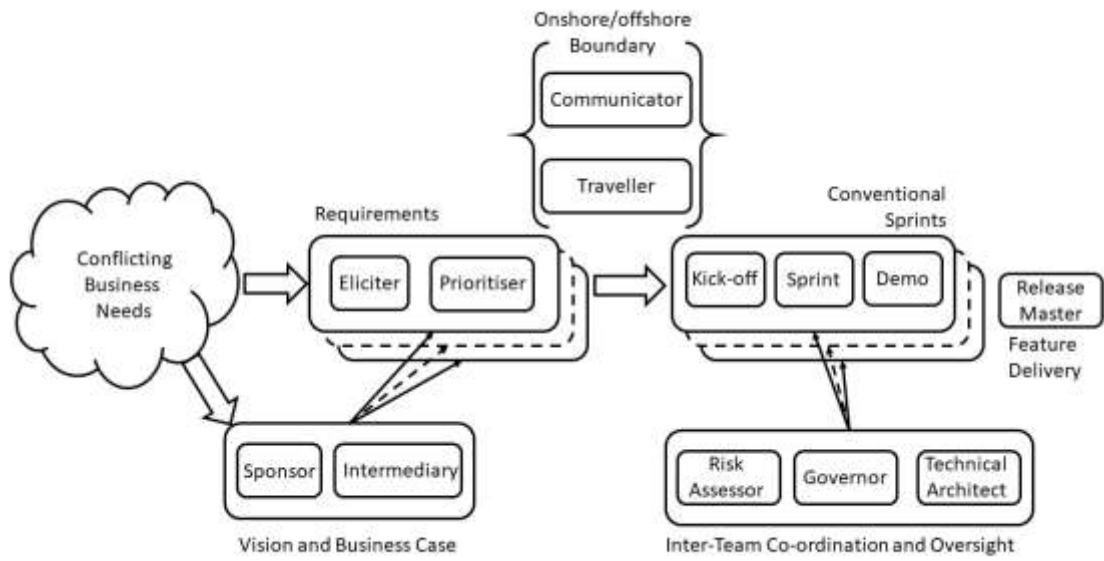 Onshore/offshore
Boundary
Communicator
Traveller
Conflicting
Business
Needs
Requirements
Eliciter
Prioritiser
Conventional
Sprints
Kick-off
Sprint
Demo
Release
Master
Feature
Delivery
Sponsor
Intermediary
Vision and Business Case
Risk
Assessor
Governor
Technical
Architect
Inter-Team Co-ordination and Oversight